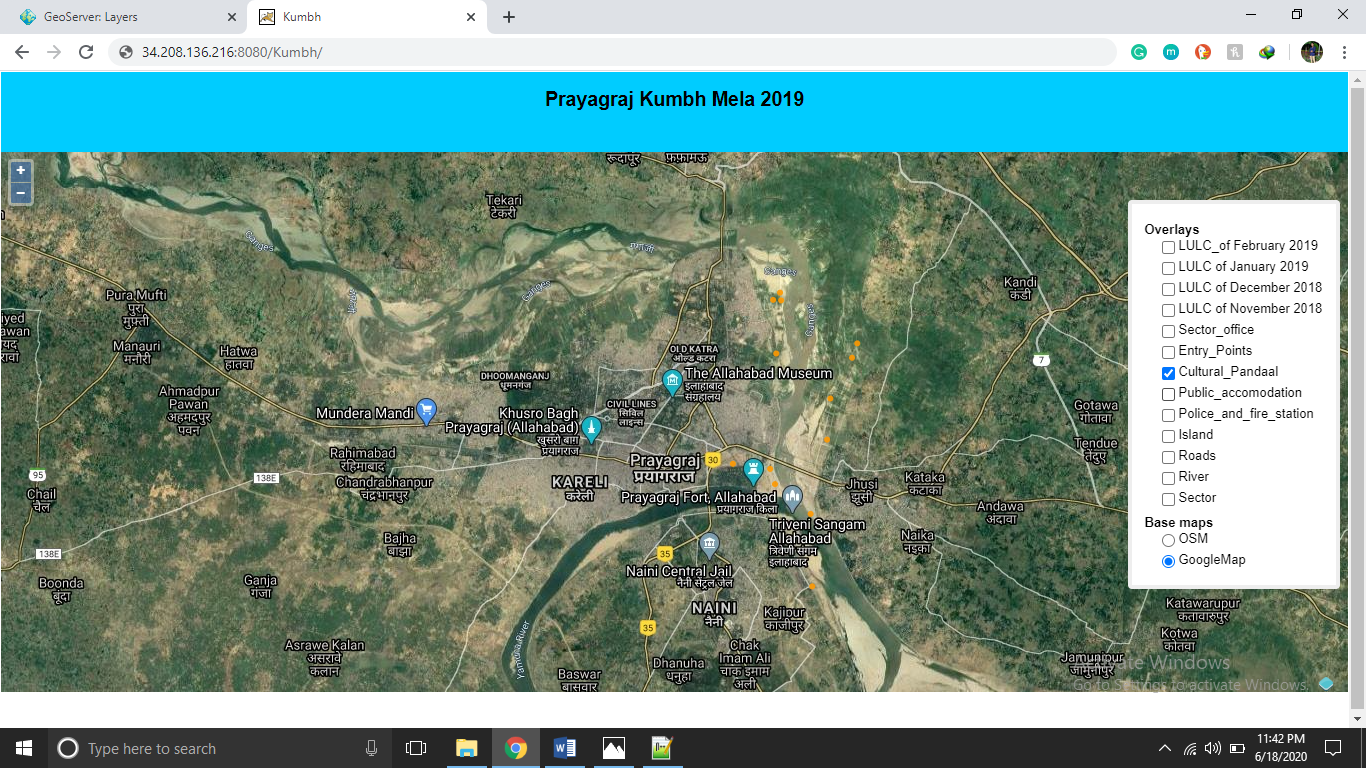 GeoServer: Layers
Kumbh
34.208.136.216:8080/Kumbh/
Prayagraj Kumbh Mela 2019
रूदापूर
फ़ाफ़ामऊ
Tekari
टेकरी
Ganges
गंगाजी
Ganges
Ganges
Ganges
Pura Mufti
पुरा
मुफ़्ती
Manauri
मनौरी
Hatwa
हातवा
Ahmadpur
Pawan
अहमदपुर
पवन
OLD KATRA
ओल्ड कटरा
DHOOMANGANJ
धूमनगंज
The Allahabad Museum
इलाहाबाद
संग्रहालय
CIVIL LINES
सिविल
लाइन्स
Mundera Mandi
Khusro Bagh
Prayagraj (Allahabad)
खुसरो बाग़
प्रयागराज
Rahimabad
रहिमाबाद
Chandrabhanpur
चंद्रभानपुर
95
138E
Chail
चैल
KARELI
करेली
Prayagraj
प्रयागराज
30
Prayagraj Fort, Allahabad
प्रयागराज किला
Triveni Sangam
Allahabad
त्रिवेणी संगम
इलाहाबाद
Jhusi
झूसी
Kataka
कटाका
Andawa
अंदावा
Naika
नइका
Kandi
कंडी
7
Gotawa
गोतावा
Tendue
तेंदुए
Bajha
बाझा
138E
Boonda
बूंदा
Ganja
गंजा
35
Naini Central Jail
नैनी सेंट्रल जेल
NAINI
नैनी
35
Kajipur
काजीपुर
Chak
Imam Ali
चाक इमाम
अली
Dhanuha
धनुहा
Baswar
बासवार
Asrawe Kalan
असरावे
कलान
Yamuna River
Katawarupur
कतावारुपुर
Kotwa
कोतवा
Jamunipur
जामुनीपुर
Overlays
LULC_of February 2019
LULC of January 2019
LULC of December 2018
LULC of November 2018
Sector_office
Entry_Points
Cultural_Pandaal
Public_accomodation
Police_and_fire_station
Island
Roads
River
Sector
Base maps
OSM
GoogleMap
Activate Windows
Go to Settings to activate Windows.
Type here to search
11:42 PM
6/18/2020